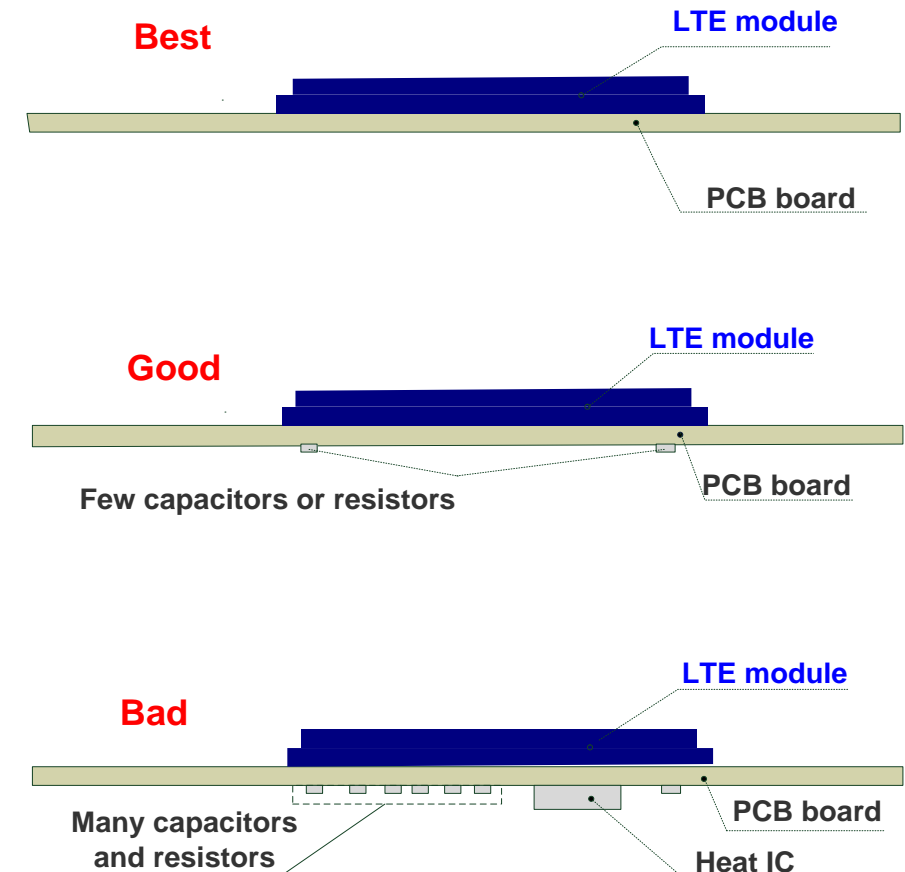 Best
LTE module
PCB board
LTE module
Good
PCB board
Few capacitors or resistors
LTE module
Bad
PCB board
Many capacitors
and resistors
Heat IC